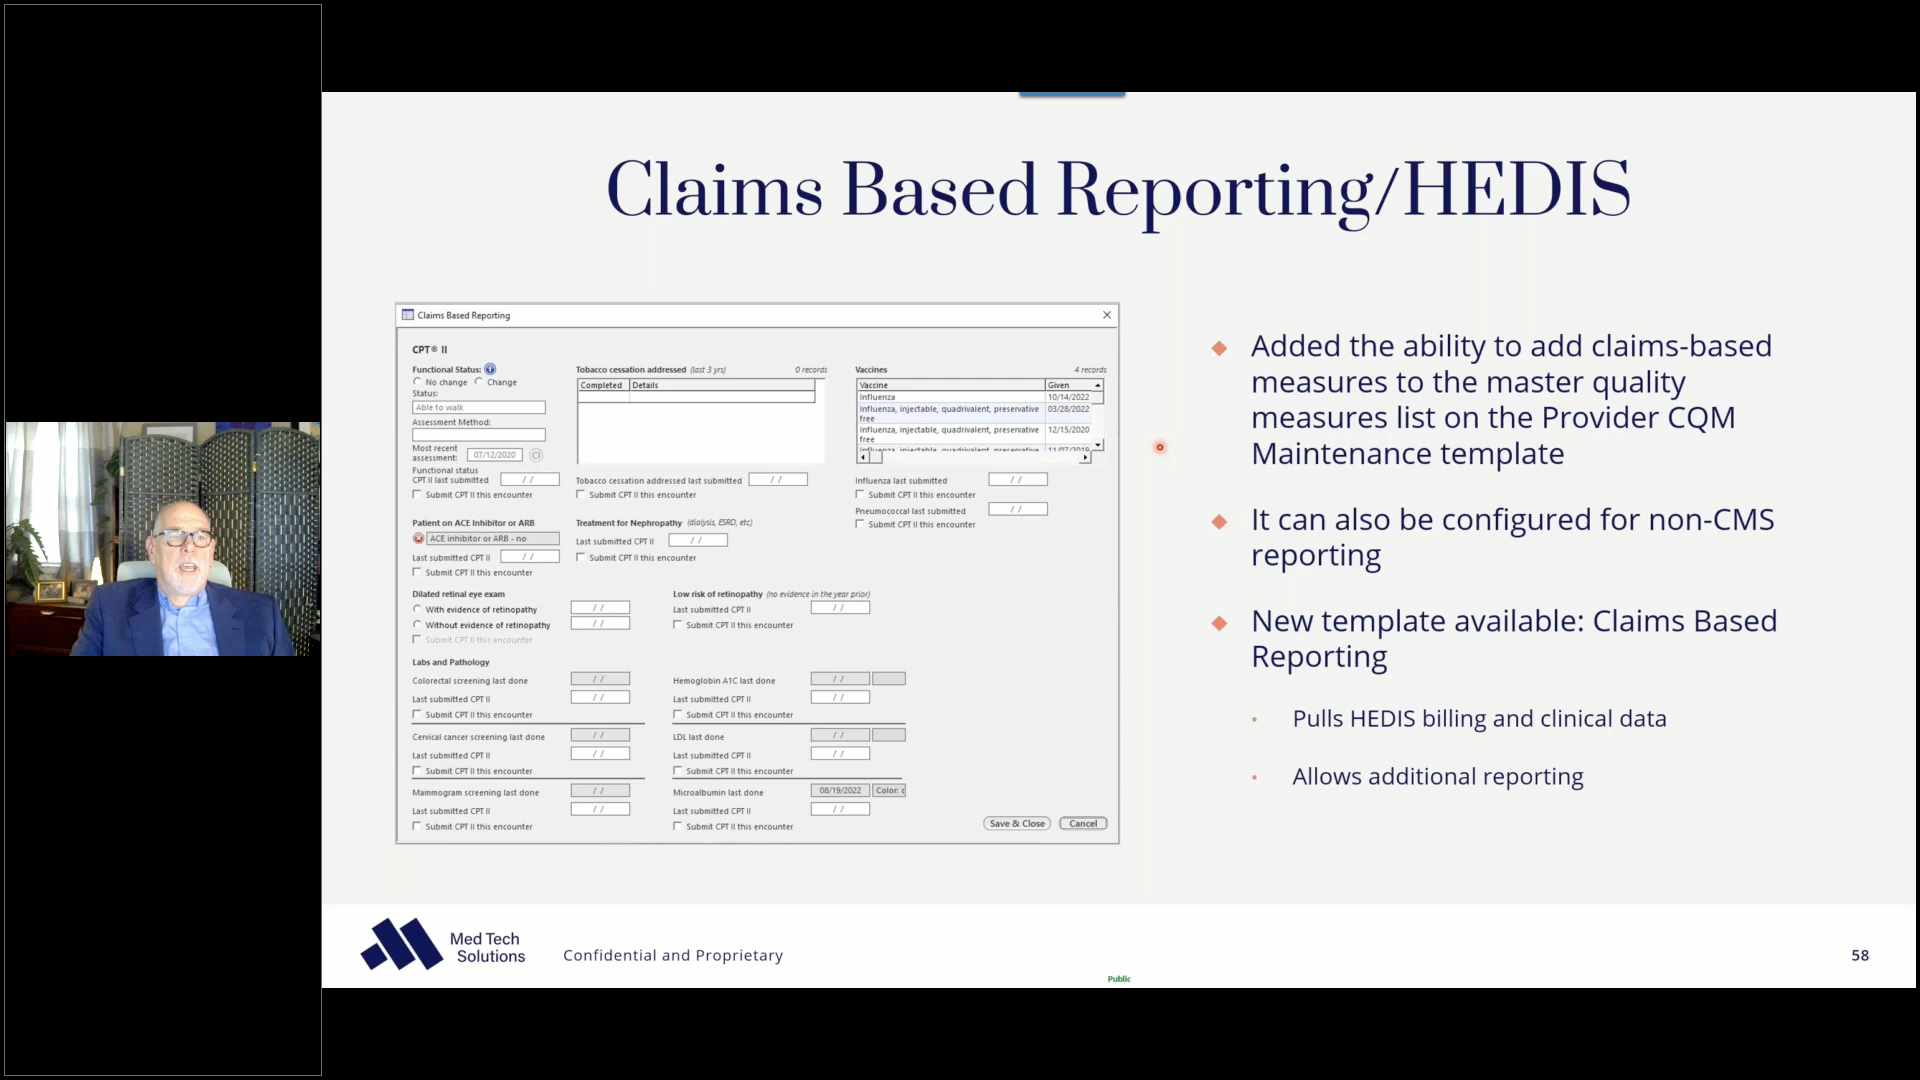 Claims Based Reporting/HEDIS
Claims Based Reporting
CPT® II
Functional Status:
No change Change
Status:
Able to walk
Assessment Method:
Most recent
assessment: 07/12/2020
Functional status
CPT II last submitted / /
Submit CPT II this encounter
Tobacco cessation addressed (last 3 yrs) 0 records
Completed Details
Tobacco cessation addressed last submitted / /
Submit CPT II this encounter
Vaccines 4 records
Vaccine Given
Influenza 10/14/2022
Influenza, injectable, quadrivalent, preservative 03/28/2022
free
Influenza, injectable, quadrivalent, preservative 12/15/2020
free
Influenza, injectable, quadrivalent, preservative 11/07/2019
Influenza last submitted / /
Submit CPT II this encounter
Pneumococcal last submitted / /
Submit CPT II this encounter
Patient on ACE Inhibitor or ARB
ACE inhibitor or ARB - no
Last submitted CPT II / /
Submit CPT II this encounter
Treatment for Nephropathy (dialysis, ESRD, etc)
Last submitted CPT II / /
Submit CPT II this encounter
Dilated retinal eye exam
With evidence of retinopathy / /
Without evidence of retinopathy / /
Submit CPT II this encounter
Low risk of retinopathy (no evidence in the year prior)
Last submitted CPT II / /
Submit CPT II this encounter
Labs and Pathology
Colorectal screening last done / /
Last submitted CPT II / /
Submit CPT II this encounter
Cervical cancer screening last done / /
Last submitted CPT II / /
Submit CPT II this encounter
Mammogram screening last done / /
Last submitted CPT II / /
Submit CPT II this encounter
Hemoglobin A1C last done / /
Last submitted CPT II / /
Submit CPT II this encounter
LDL last done / /
Last submitted CPT II / /
Submit CPT II this encounter
Microalbumin last done 08/19/2022 Color: c
Last submitted CPT II / /
Submit CPT II this encounter
Save & Close Cancel
Added the ability to add claims-based
measures to the master quality
measures list on the Provider CQM
Maintenance template
It can also be configured for non-CMS
reporting
New template available: Claims Based
Reporting
Pulls HEDIS billing and clinical data
Allows additional reporting
Med Tech
Solutions
Confidential and Proprietary
58
Public